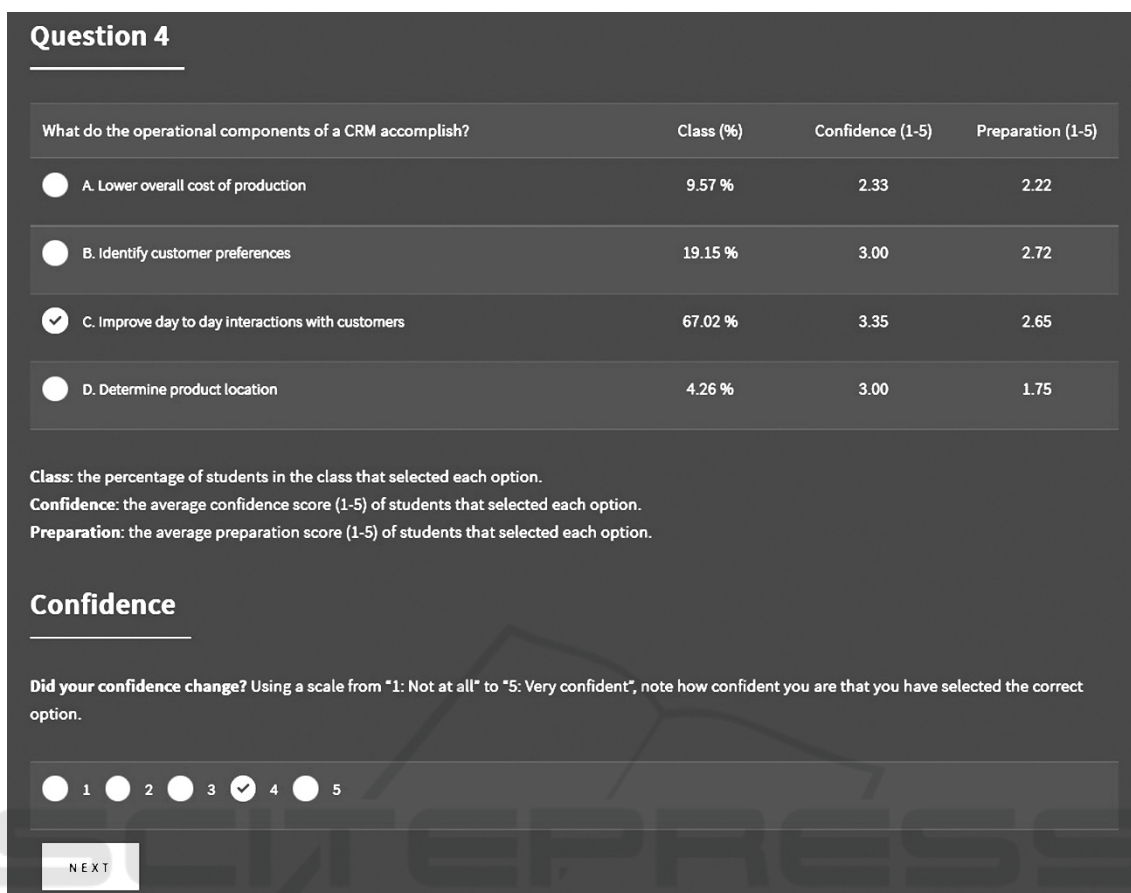 Question 4
What do the operational components of a CRM accomplish? Class (%) Confidence (1-5) Preparation (1-5)
A. Lower overall cost of production 9.57 % 2.33 2.22
B. Identify customer preferences 19.15 % 3.00 2.72
C. Improve day to day interactions with customers 67.02 % 3.35 2.65
D. Determine product location 4.26 % 3.00 1.75
Class: the percentage of students in the class that selected each option.
Confidence: the average confidence score (1-5) of students that selected each option.
Preparation: the average preparation score (1-5) of students that selected each option.
Confidence
Did your confidence change? Using a scale from "1: Not at all" to "5: Very confident", note how confident you are that you have selected the correct
option.
1 2 3 4 5
SCITEPRESS
NEXT